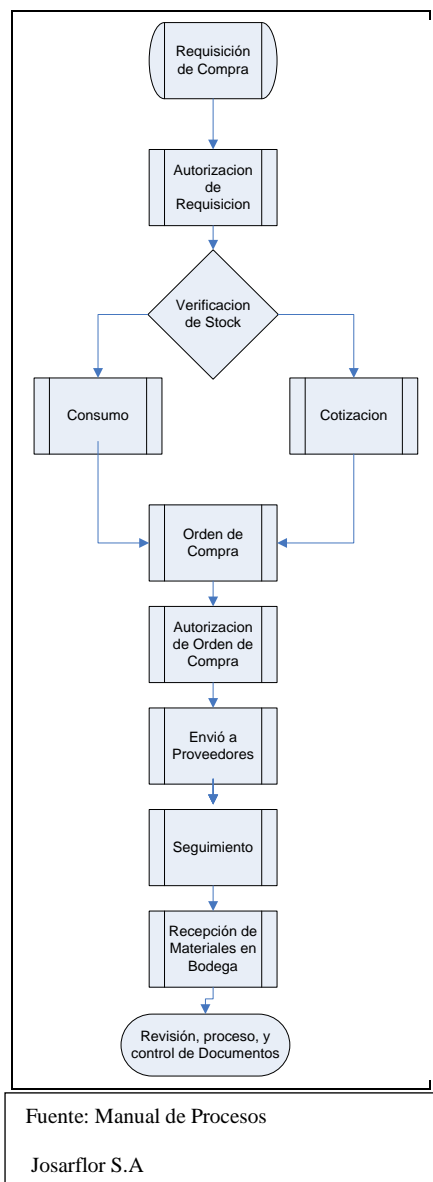 Requisición
de Compra
Autorizacion
de
Requisicion
Verificacion
de Stock
Consumo
Cotizacion
Orden de
Compra
Autorizacion
de Orden de
Compra
Envió a
Proveedores
Seguimiento
Recepción de
Materiales en
Bodega
Revisión, proceso, y
control de Documentos
Fuente: Manual de Procesos
Josarflor S.A